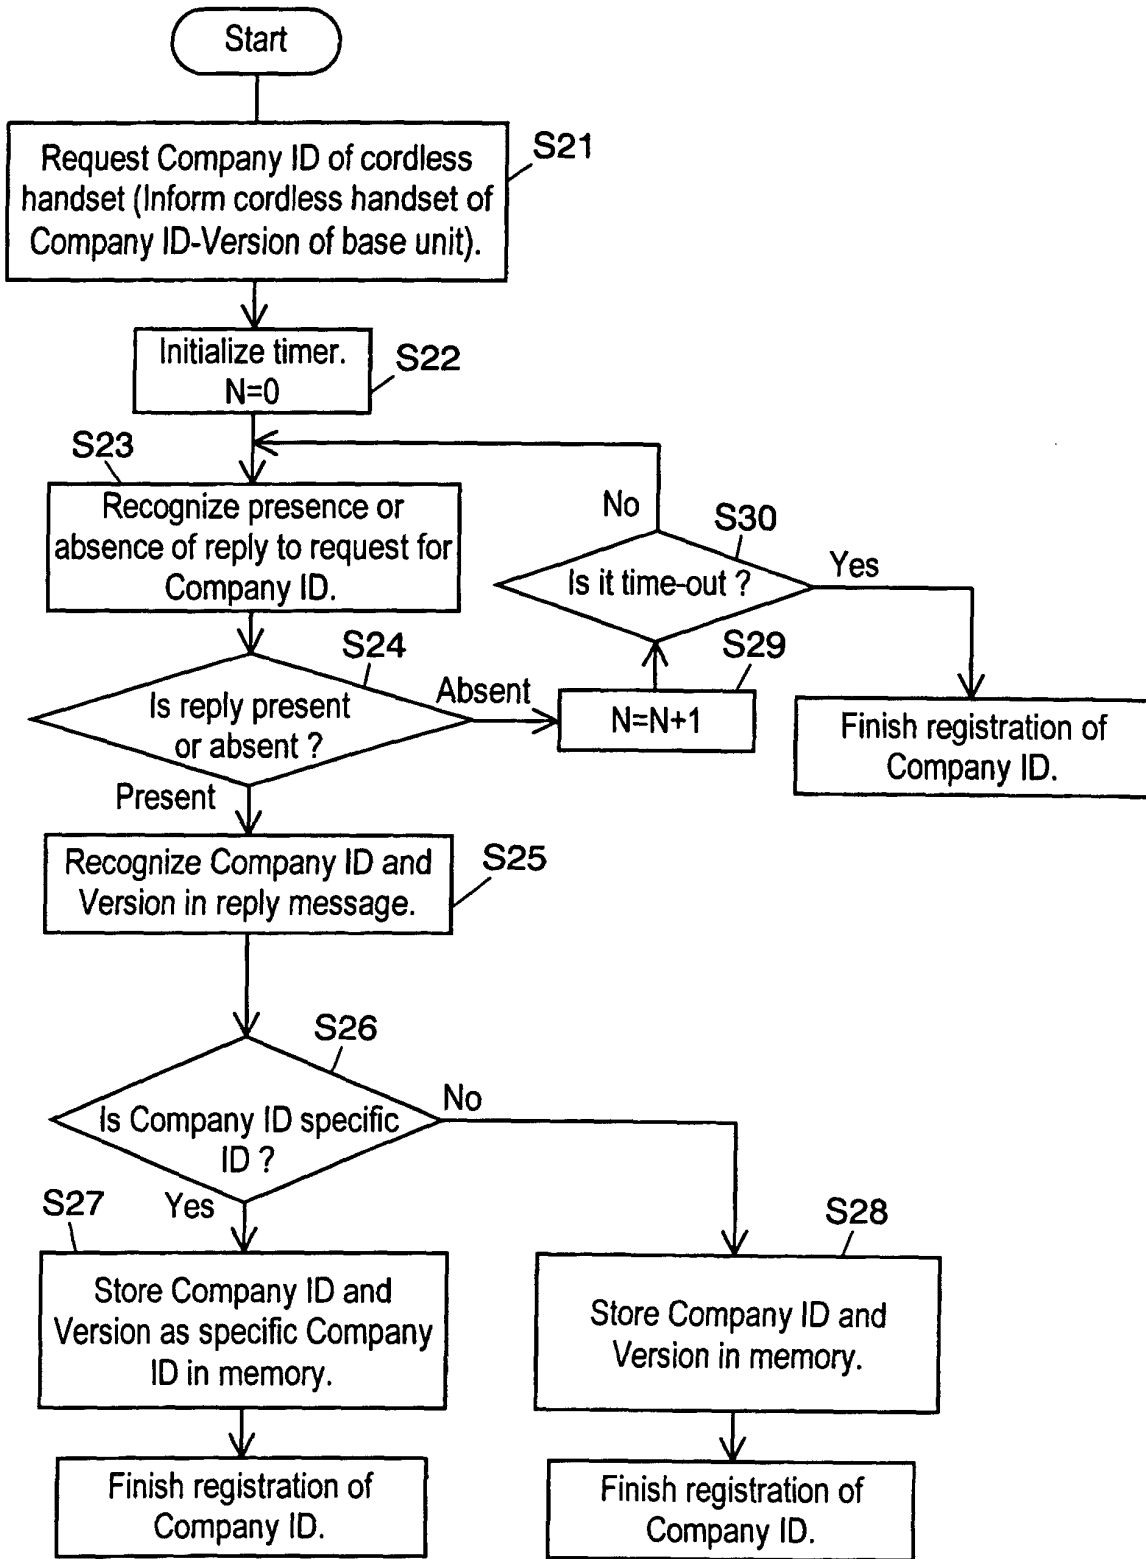 Start
S21
Request Company ID of cordless
handset (Inform cordless handset of
Company ID-Version of base unit).
S22
Initialize timer.
N=0
S23
Recognize presence or
absence of reply to request for
Company ID.
No
S30
Is it time-out ?
Yes
S24
Is reply present
or absent ?
Absent
S29
N=N+1
Finish registration of
Company ID.
Present
Recognize Company ID and
Version in reply message.
S25
S26
Is Company ID specific
ID ?
No
Yes
S27
Store Company ID and
Version as specific Company
ID in memory.
S28
Store Company ID and
Version in memory.
Finish registration of
Company ID.
Finish registration of
Company ID.